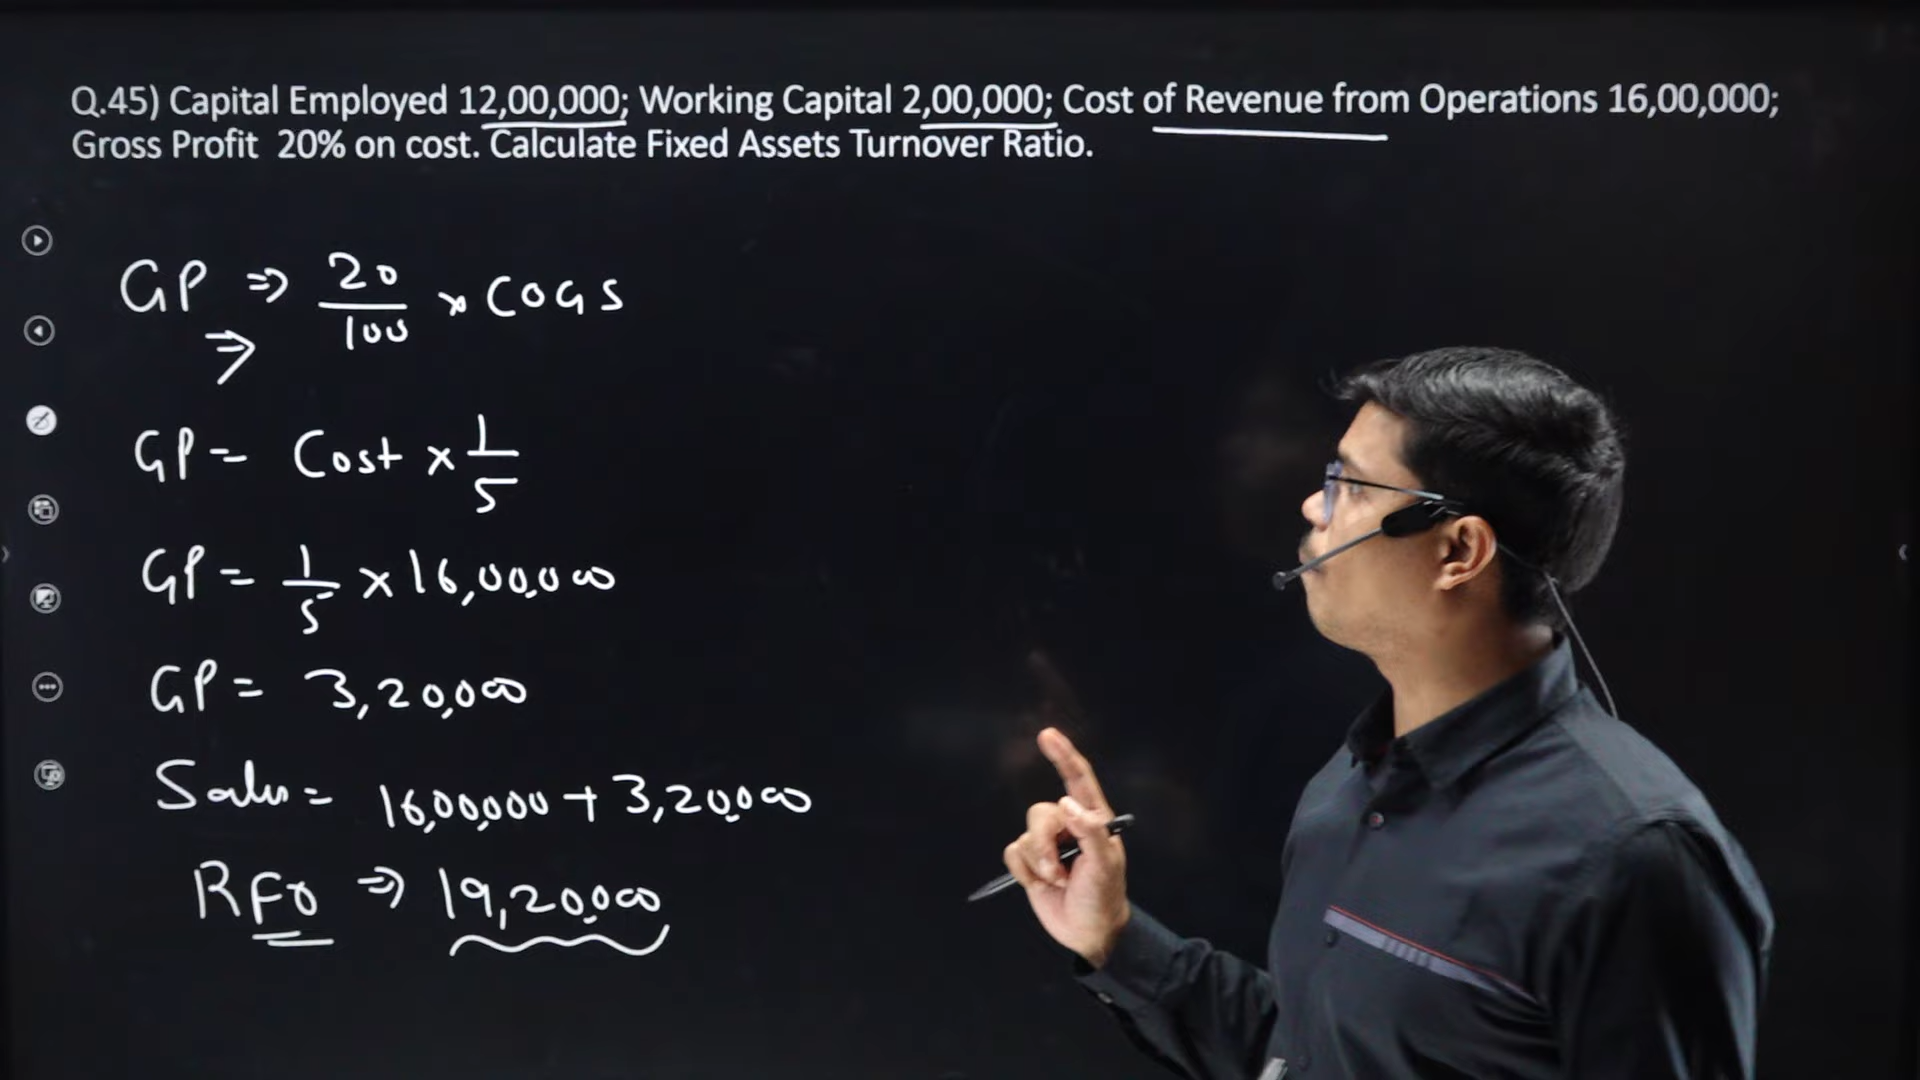 Q.45) Capital Employed 12,00,000; Working Capital 2,00,000; Cost of Revenue from Operations 16,00,000;
Gross Profit 20% on cost. Calculate Fixed Assets Turnover Ratio.
GP ⇒ 20/100 × COGS
⇒
GP = Cost × 1/5
GP = 1/5 × 16,00,000
GP = 3,20,000
Sales = 16,00,000 + 3,20,000
RFO ⇒ 19,20,000